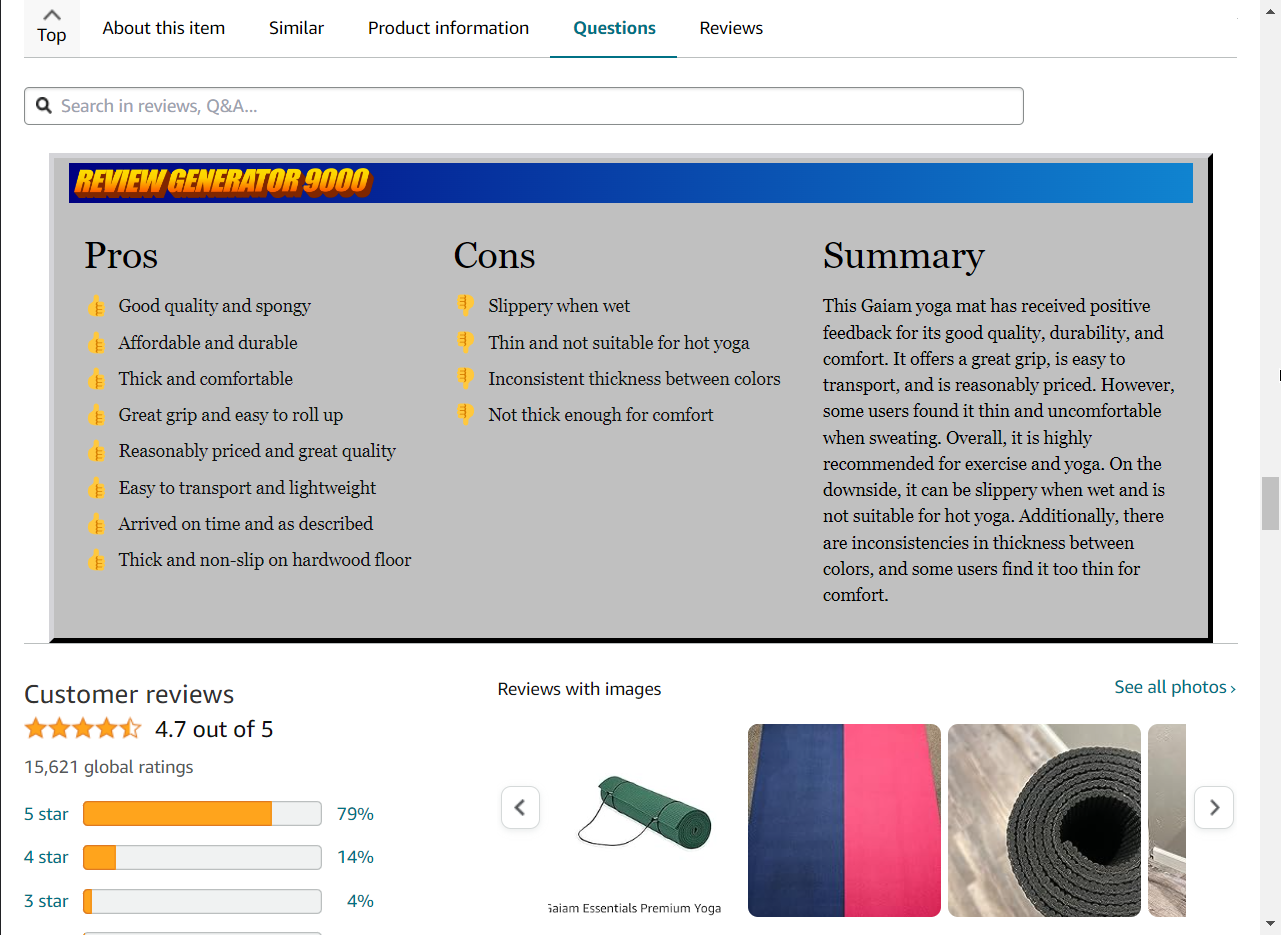 Top
About this item
Similar
Product information
Questions
Reviews
Search in reviews, Q&A...
REVIEW GENERATOR 9000
Pros
Good quality and spongy
Affordable and durable
Thick and comfortable
Great grip and easy to roll up
Reasonably priced and great quality
Easy to transport and lightweight
Arrived on time and as described
Thick and non-slip on hardwood floor
Cons
Slippery when wet
Thin and not suitable for hot yoga
Inconsistent thickness between colors
Not thick enough for comfort
Summary
This Gaiam yoga mat has received positive
feedback for its good quality, durability, and
comfort. It offers a great grip, is easy to
transport, and is reasonably priced. However,
some users found it thin and uncomfortable
when sweating. Overall, it is highly
recommended for exercise and yoga. On the
downside, it can be slippery when wet and is
not suitable for hot yoga. Additionally, there
are inconsistencies in thickness between
colors, and some users find it too thin for
comfort.
Customer reviews
4.7 out of 5
15,621 global ratings
5 star 79%
4 star 14%
3 star 4%
Reviews with images
See all photos ›
Gaiam Essentials Premium Yoga